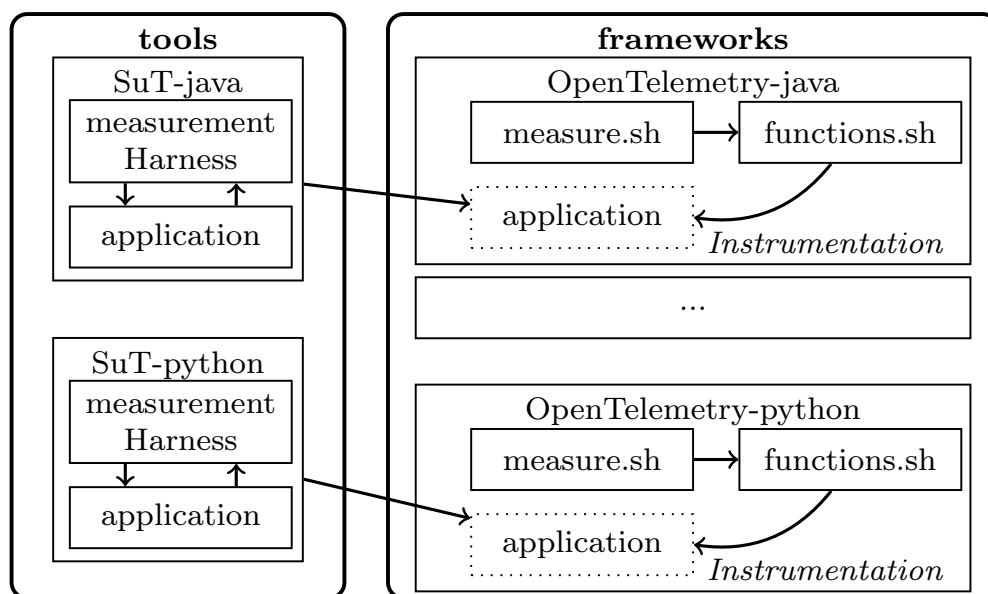 tools
SuT-java
measurement
Harness
application
SuT-python
measurement
Harness
application
frameworks
OpenTelemetry-java
measure.sh
functions.sh
application
Instrumentation
...
OpenTelemetry-python
measure.sh
functions.sh
application
Instrumentation